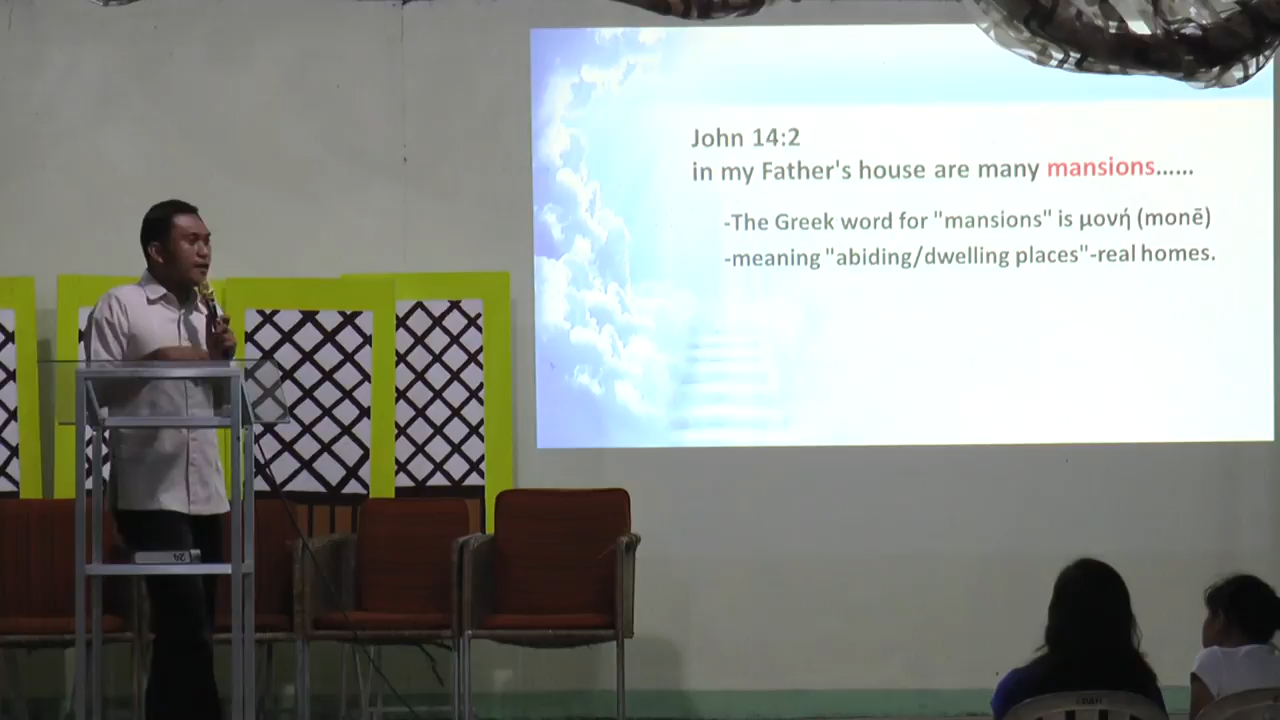 John 14:2
in my Father's house are many mansions......
-The Greek word for "mansions" is μονή (monē)
-meaning "abiding/dwelling places"-real homes.